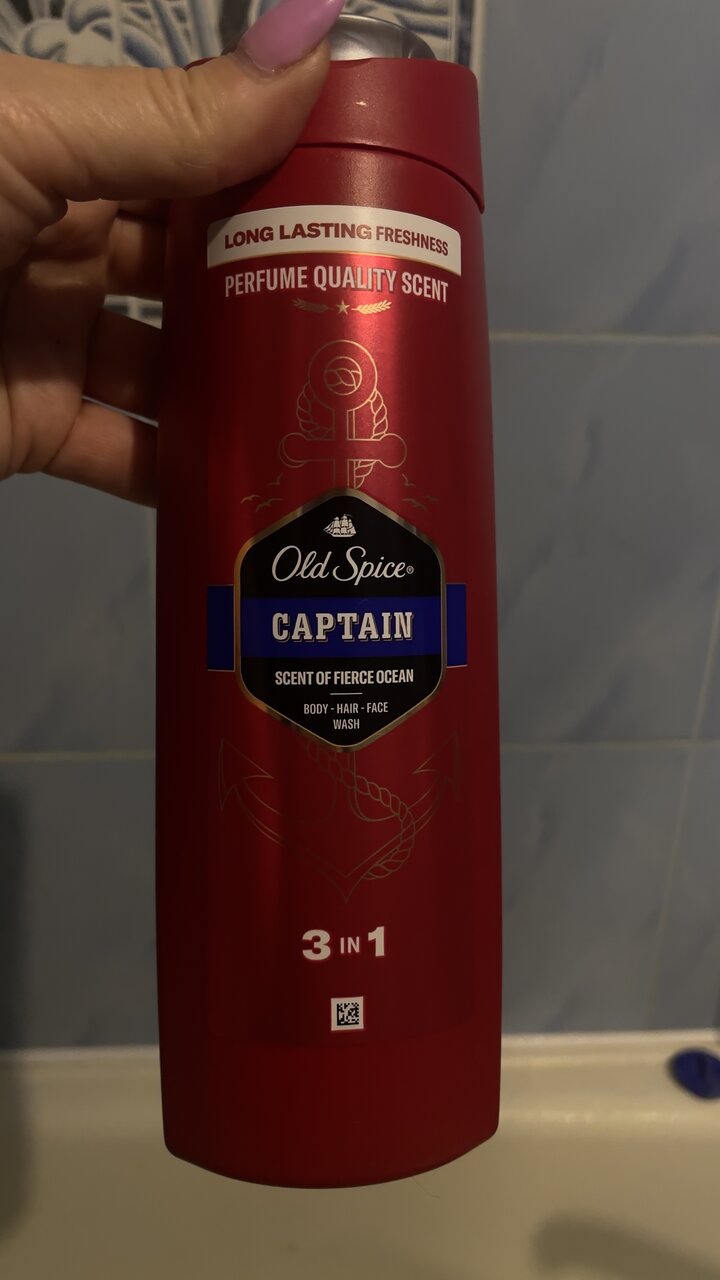 LONG LASTING FRESHNESS
PERFUME QUALITY SCENT
Old Spice®
CAPTAIN
SCENT OF FIERCE OCEAN
BODY - HAIR - FACE
WASH
3 IN 1